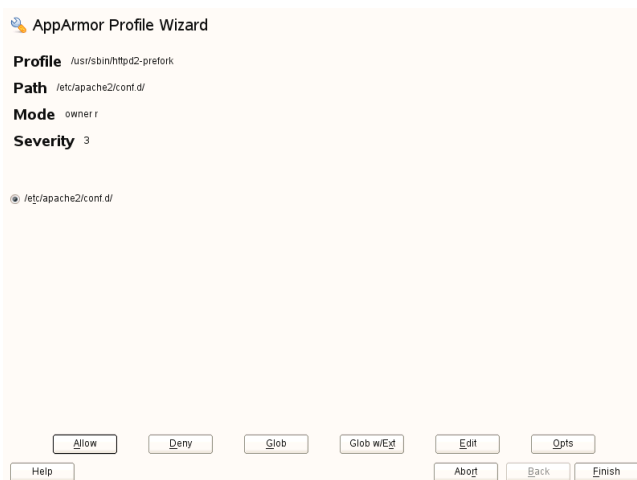 AppArmor Profile Wizard
Profile /usr/sbin/httpd2-prefork
Path /etc/apache2/conf.d/
Mode owner r
Severity 3
/etc/apache2/conf.d/
Allow Deny Glob Glob w/Ext Edit Opts
Help Abort Back Finish